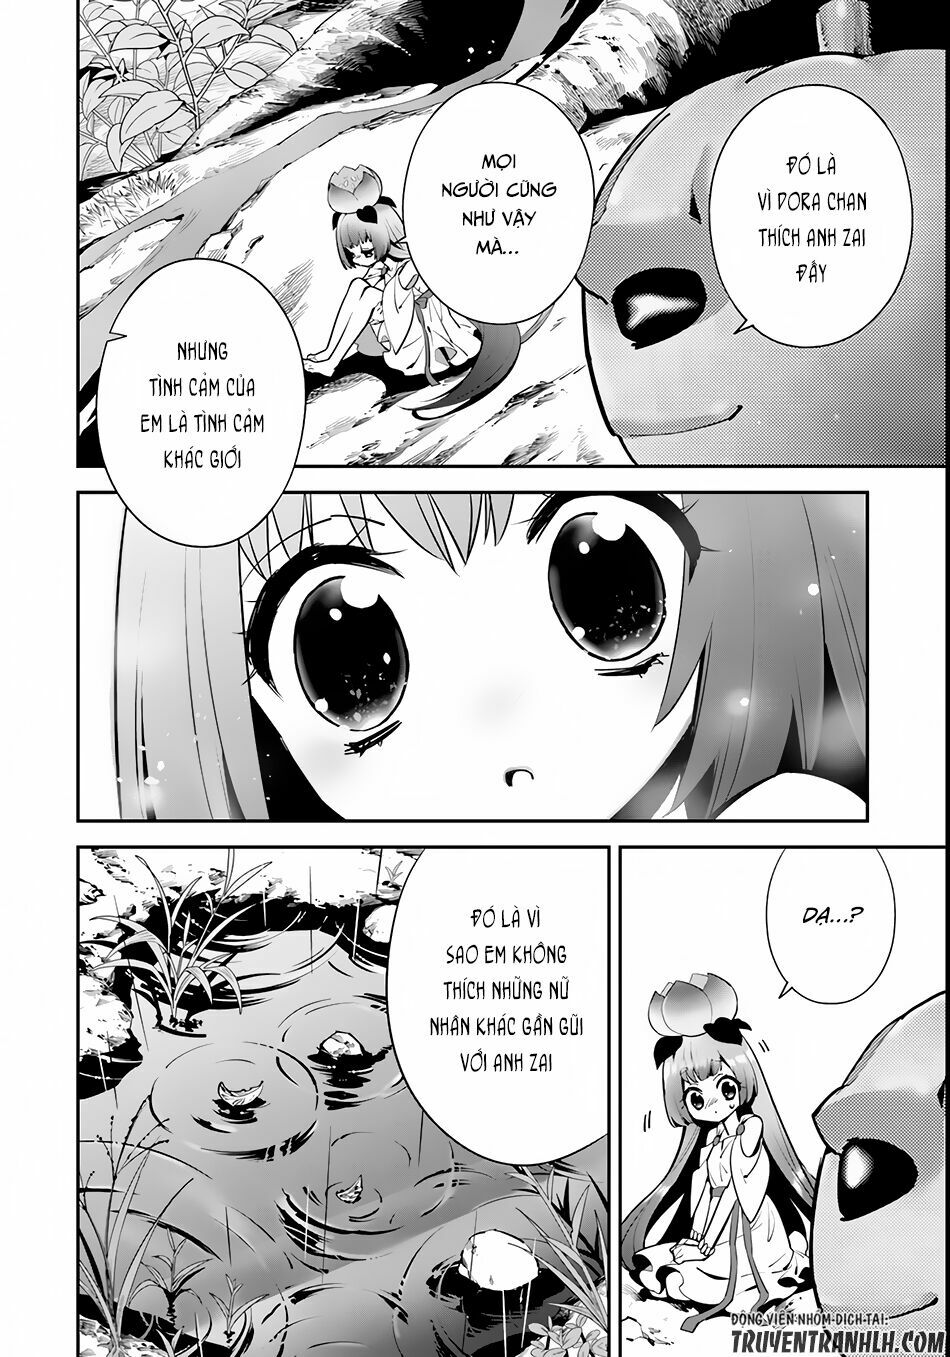 ĐÓ LÀ
VÌ DORA CHAN
THÍCH ANH ZAI
ĐẤY
MỌI
NGƯỜI CŨNG
NHƯ VẬY
MÀ...
NHƯNG
TÌNH CẢM CỦA
EM LÀ TÌNH CẢM
KHÁC GIỚI
DẠ...?
ĐÓ LÀ VÌ
SAO EM KHÔNG
THÍCH NHỮNG NỮ
NHÂN KHÁC GẦN GŨI
VỚI ANH ZAI
ĐỘNG VIÊN NHÓM DỊCH TẠI:
TRUYENTRANHLH.COM